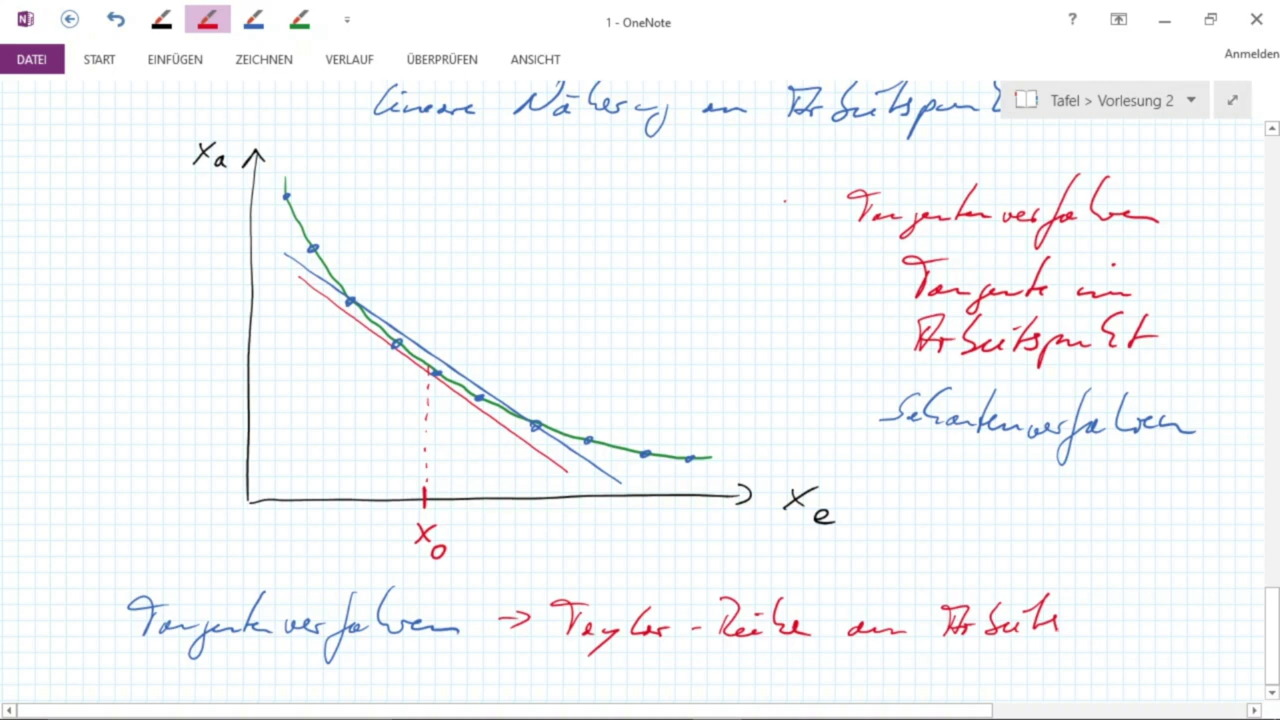 1 - OneNote
?
DATEI START EINFÜGEN ZEICHNEN VERLAUF ÜBERPRÜFEN ANSICHT
Anmelden
Tafel > Vorlesung 2
lineare Näherung am Arbeitspunkt
xa
Tangentenverfahren
Tangente im
Arbeitspunkt
Sekantenverfahren
xe
x0
Tangentenverfahren → Taylor-Reihe am Arbeits